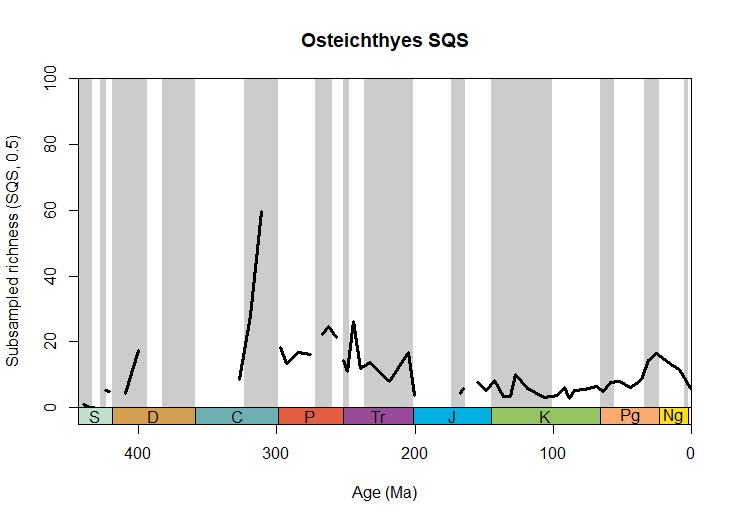 Osteichthyes SQS
Subsampled richness (SQS, 0.5)
100
80
60
40
20
0
S D C P Tr J K Pg Ng
400 300 200 100 0
Age (Ma)